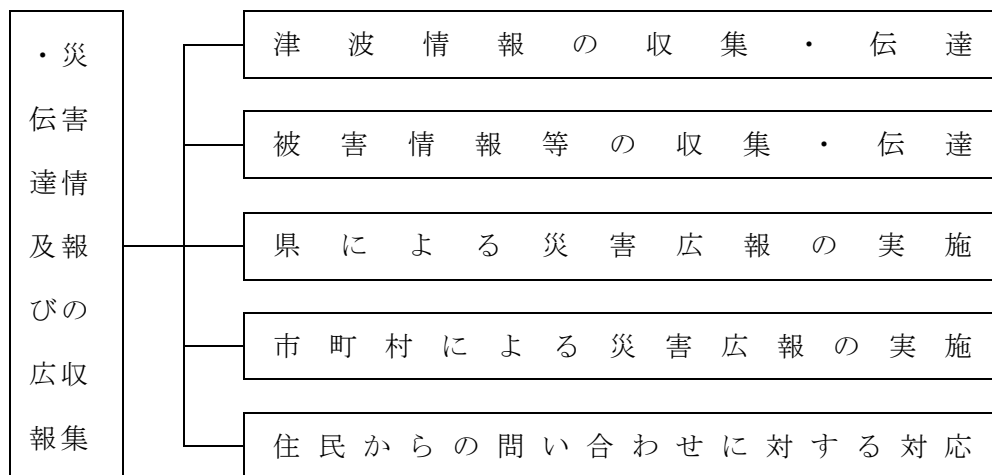 災害情報の収集
・伝達及びの広報
津波情報の収集・伝達
被害情報等の収集・伝達
県による災害広報の実施
市町村による災害広報の実施
住民からの問い合わせに対する対応